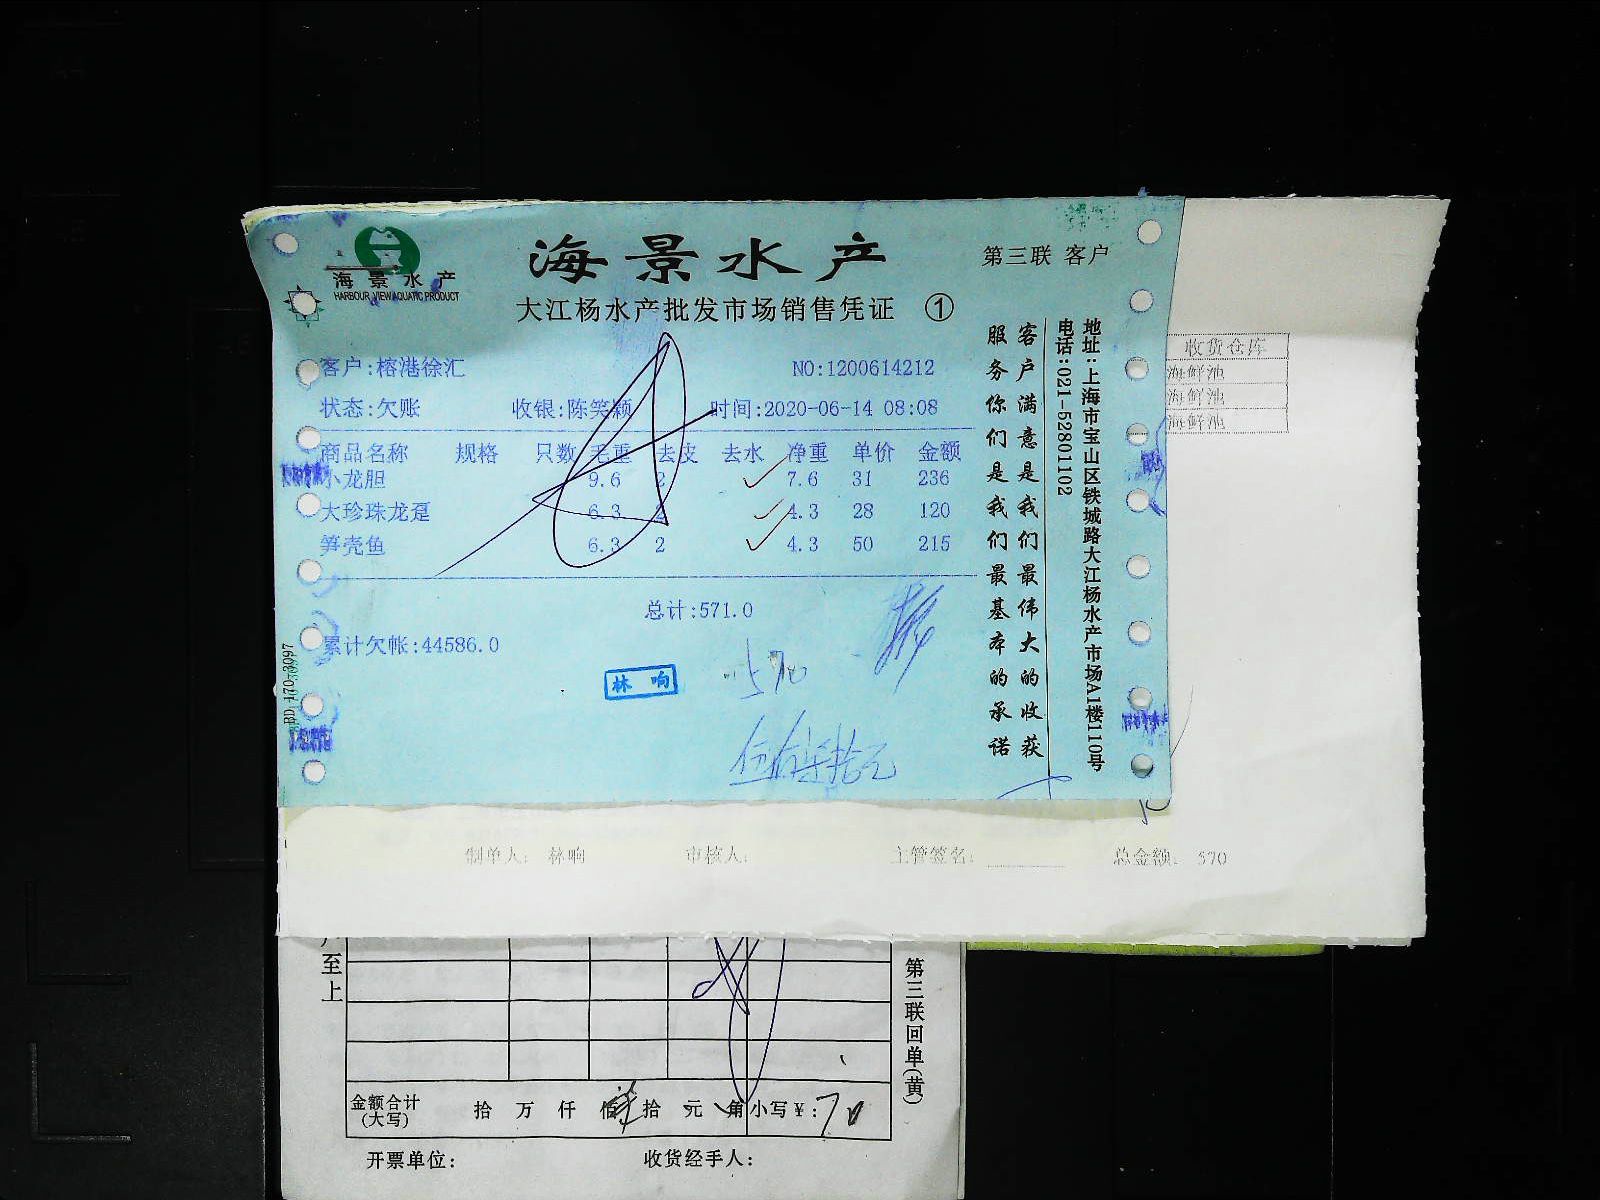 海景水产
HARBOUR VIEW AQUATIC PRODUCT
海景水产
第三联 客户
大江杨水产批发市场销售凭证 ①
客户:榕港徐汇 NO:1200614212
状态:欠账 收银:陈笑颖 时间:2020-06-14 08:08
商品名称 规格 只数 毛重 去皮 去水 净重 单价 金额
小龙胆 9.6 2 7.6 31 236
大珍珠龙趸 6.3 2 4.3 28 120
笋壳鱼 6.3 2 4.3 50 215
总计:571.0
累计欠帐:44586.0
林响
570
伍佰柒拾元
客户满意是我们最伟大的收获
服务你们是我们最基本的承诺
地址:上海市宝山区铁城路大江杨水产市场A1楼110号
电话:021-52801102
收货仓库
海鲜池
海鲜池
海鲜池
制单人: 林响 审核人: 主管签名: 总金额: 570
至上
第三联回单(黄)
金额合计
(大写)
拾 万 仟 佰 拾 元 角 小写¥: 70
开票单位: 收货经手人: